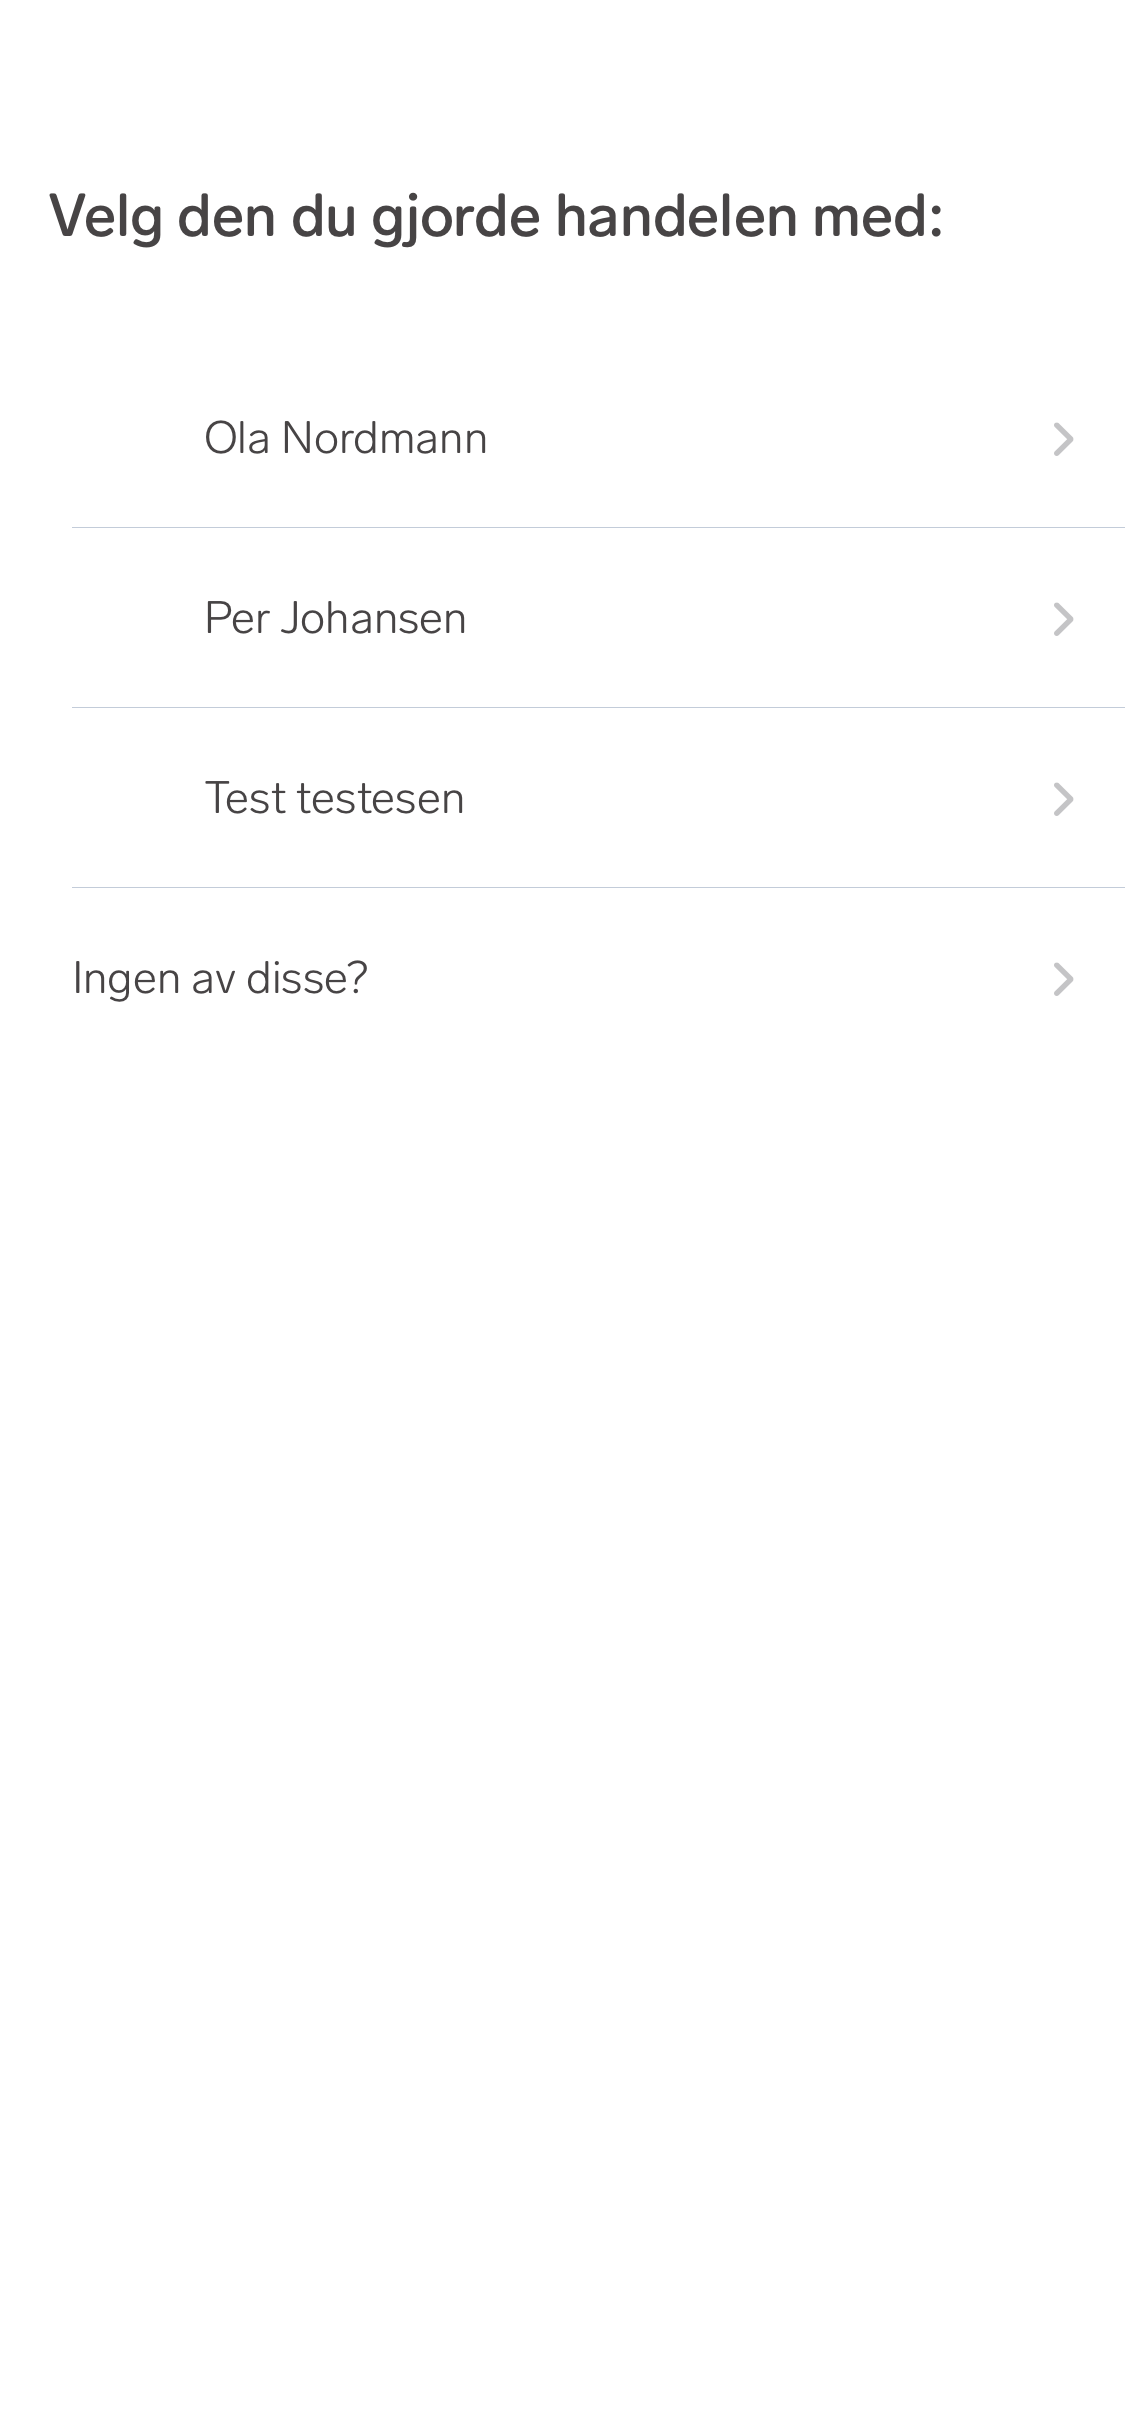 Velg den du gjorde handelen med:
Ola Nordmann
Per Johansen
Test testesen
Ingen av disse?